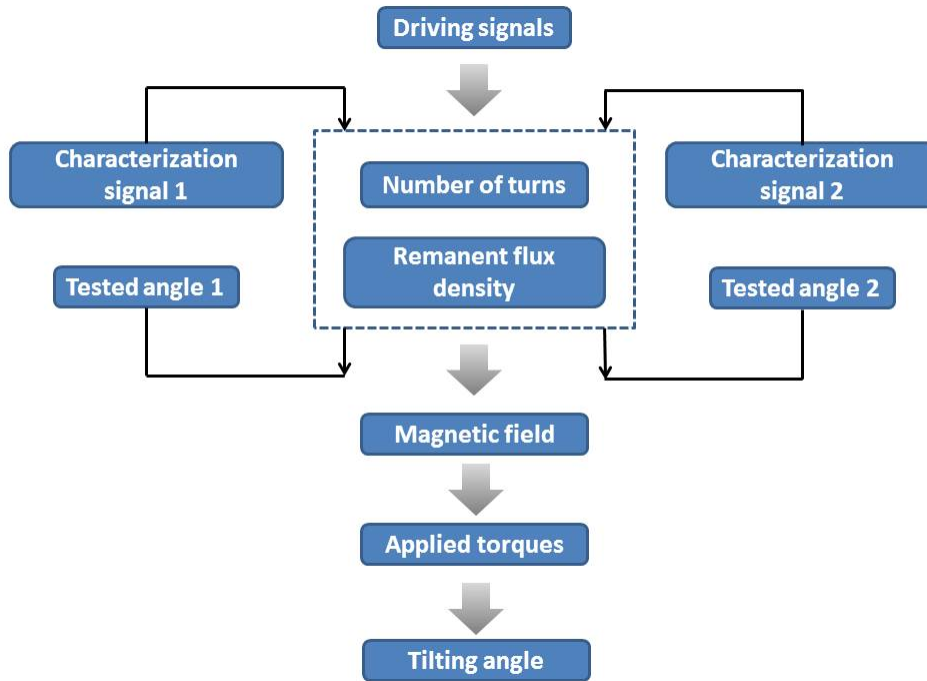 Driving signals
Characterization
signal 1
Characterization
signal 2
Number of turns
Remanent flux
density
Tested angle 1
Tested angle 2
Magnetic field
Applied torques
Tilting angle